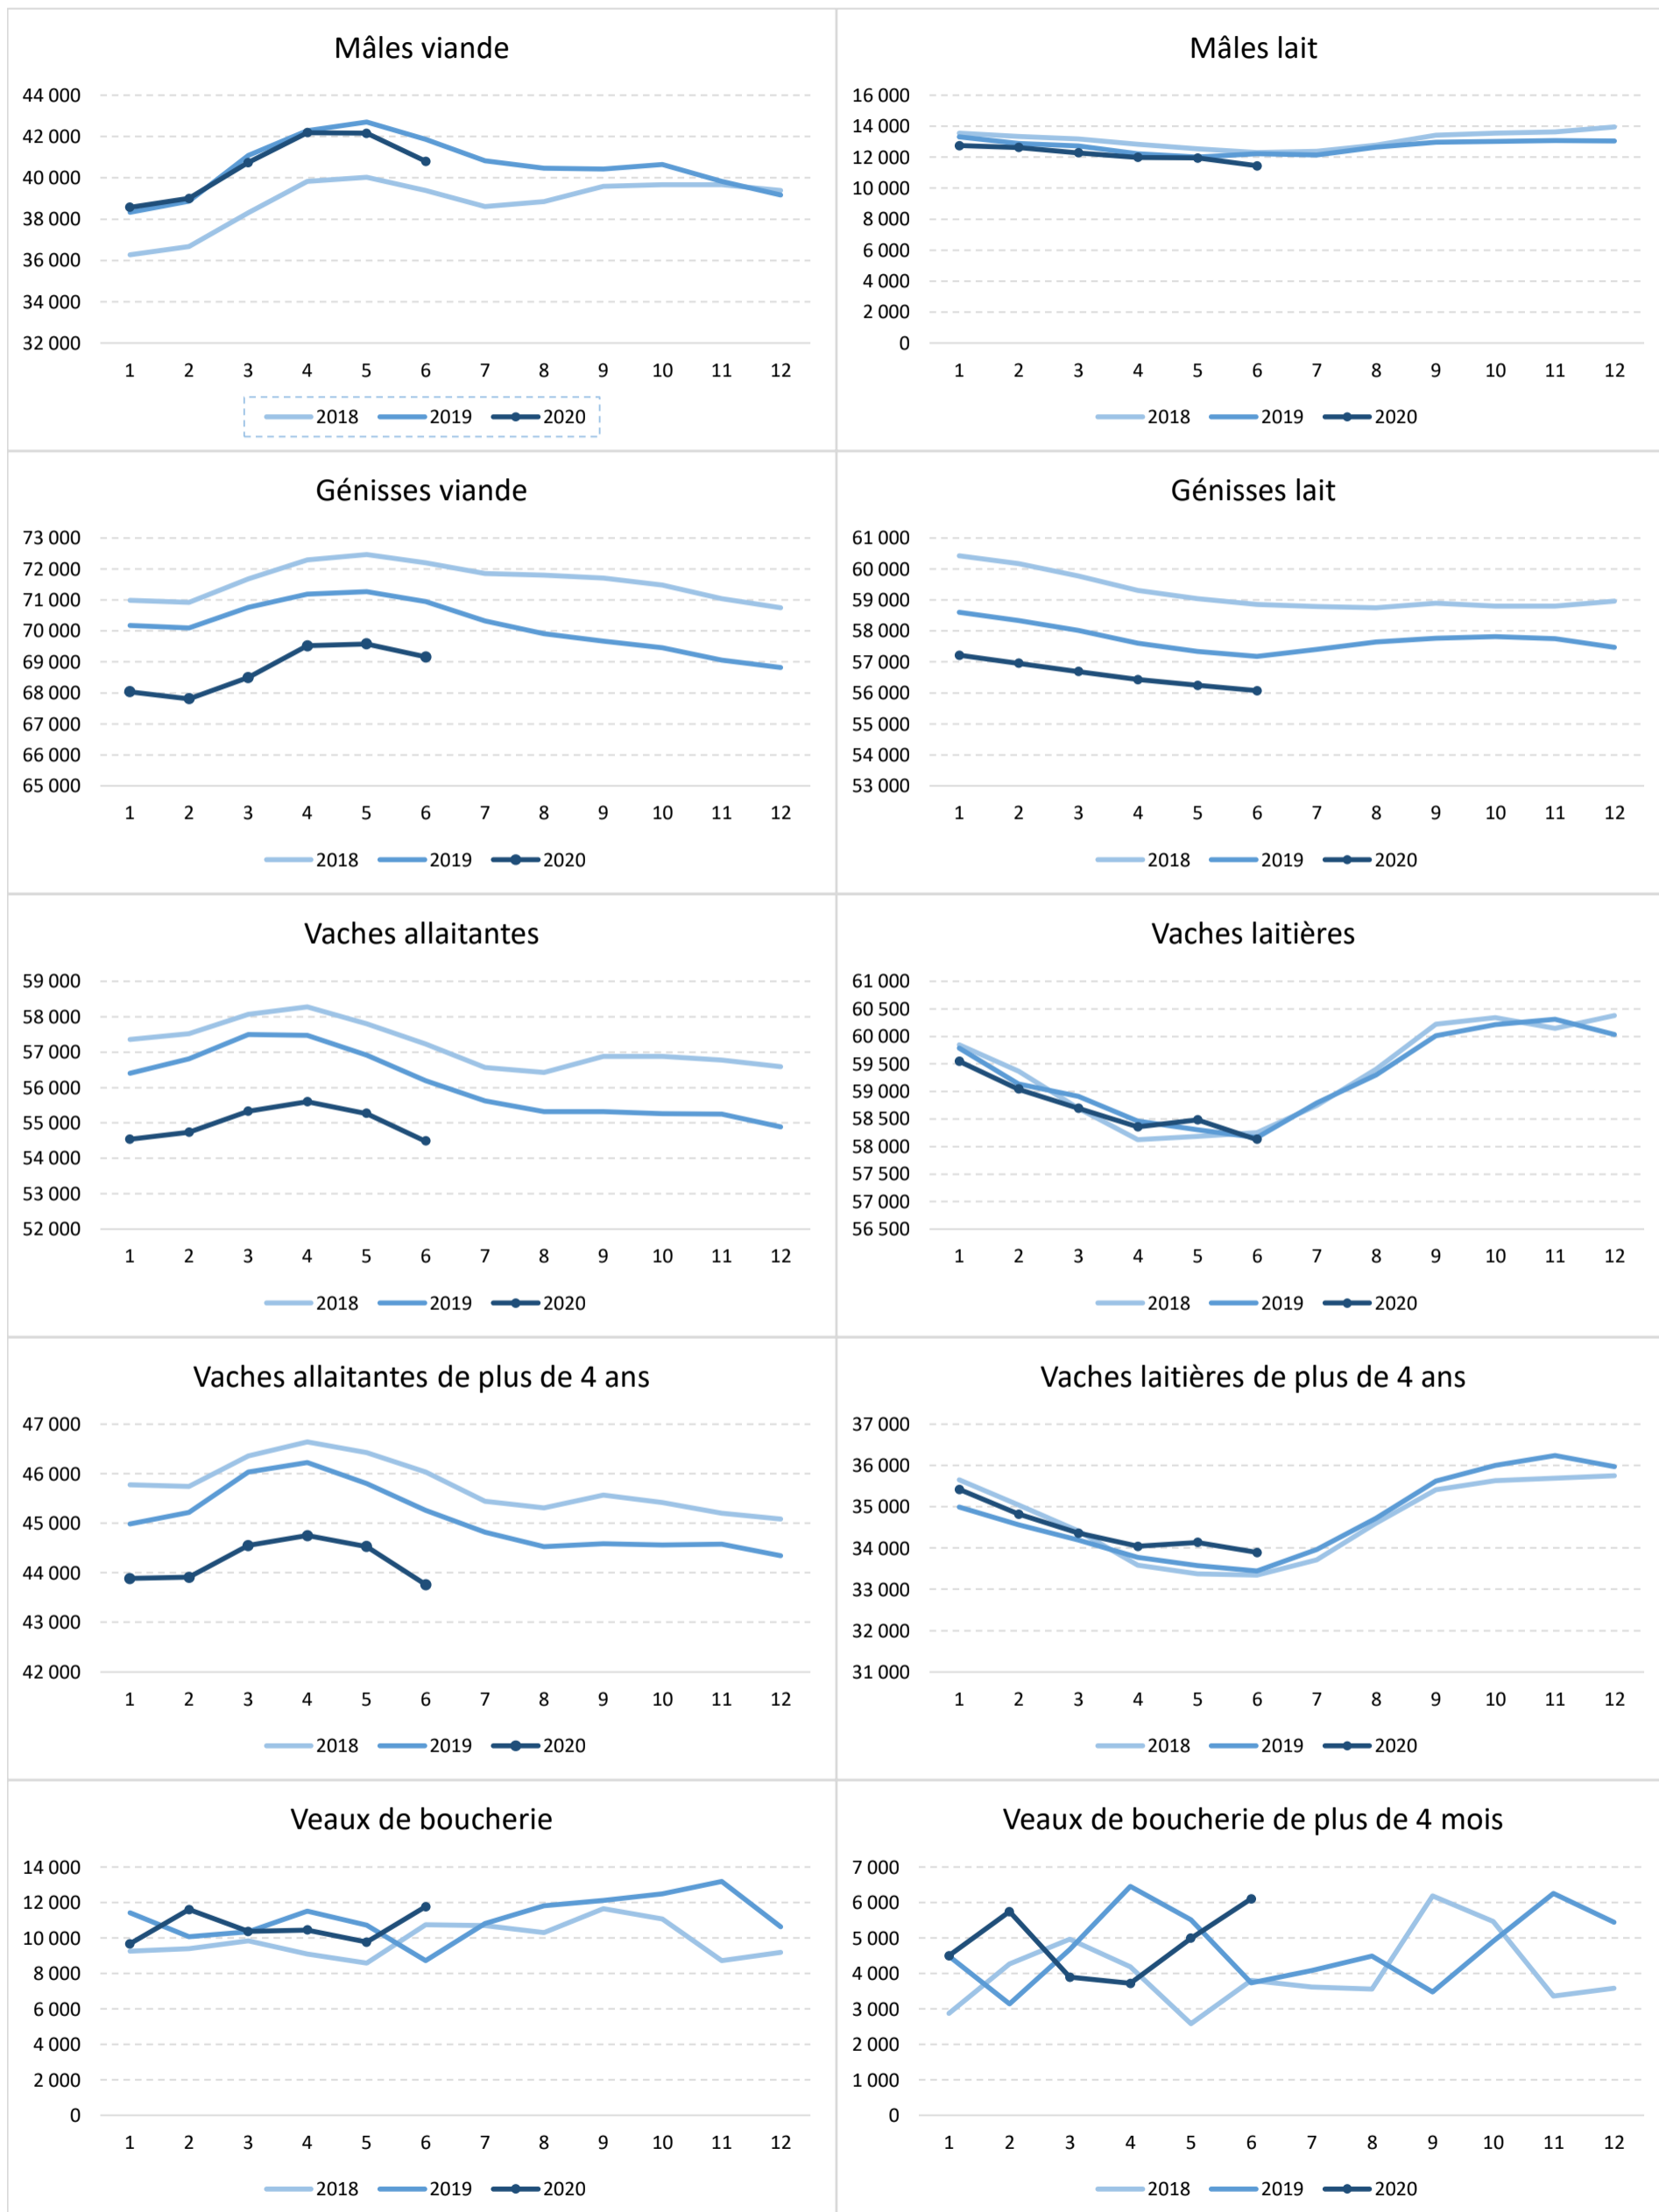 Mâles viande
44 000
42 000
40 000
38 000
36 000
34 000
32 000
1 2 3 4 5 6 7 8 9 10 11 12
2018 2019 2020
Mâles lait
16 000
14 000
12 000
10 000
8 000
6 000
4 000
2 000
0
1 2 3 4 5 6 7 8 9 10 11 12
2018 2019 2020
Génisses viande
73 000
72 000
71 000
70 000
69 000
68 000
67 000
66 000
65 000
1 2 3 4 5 6 7 8 9 10 11 12
2018 2019 2020
Génisses lait
61 000
60 000
59 000
58 000
57 000
56 000
55 000
54 000
53 000
1 2 3 4 5 6 7 8 9 10 11 12
2018 2019 2020
Vaches allaitantes
59 000
58 000
57 000
56 000
55 000
54 000
53 000
52 000
1 2 3 4 5 6 7 8 9 10 11 12
2018 2019 2020
Vaches laitières
61 000
60 500
60 000
59 500
59 000
58 500
58 000
57 500
57 000
56 500
1 2 3 4 5 6 7 8 9 10 11 12
2018 2019 2020
Vaches allaitantes de plus de 4 ans
47 000
46 000
45 000
44 000
43 000
42 000
1 2 3 4 5 6 7 8 9 10 11 12
2018 2019 2020
Vaches laitières de plus de 4 ans
37 000
36 000
35 000
34 000
33 000
32 000
31 000
1 2 3 4 5 6 7 8 9 10 11 12
2018 2019 2020
Veaux de boucherie
14 000
12 000
10 000
8 000
6 000
4 000
2 000
0
1 2 3 4 5 6 7 8 9 10 11 12
2018 2019 2020
Veaux de boucherie de plus de 4 mois
7 000
6 000
5 000
4 000
3 000
2 000
1 000
0
1 2 3 4 5 6 7 8 9 10 11 12
2018 2019 2020